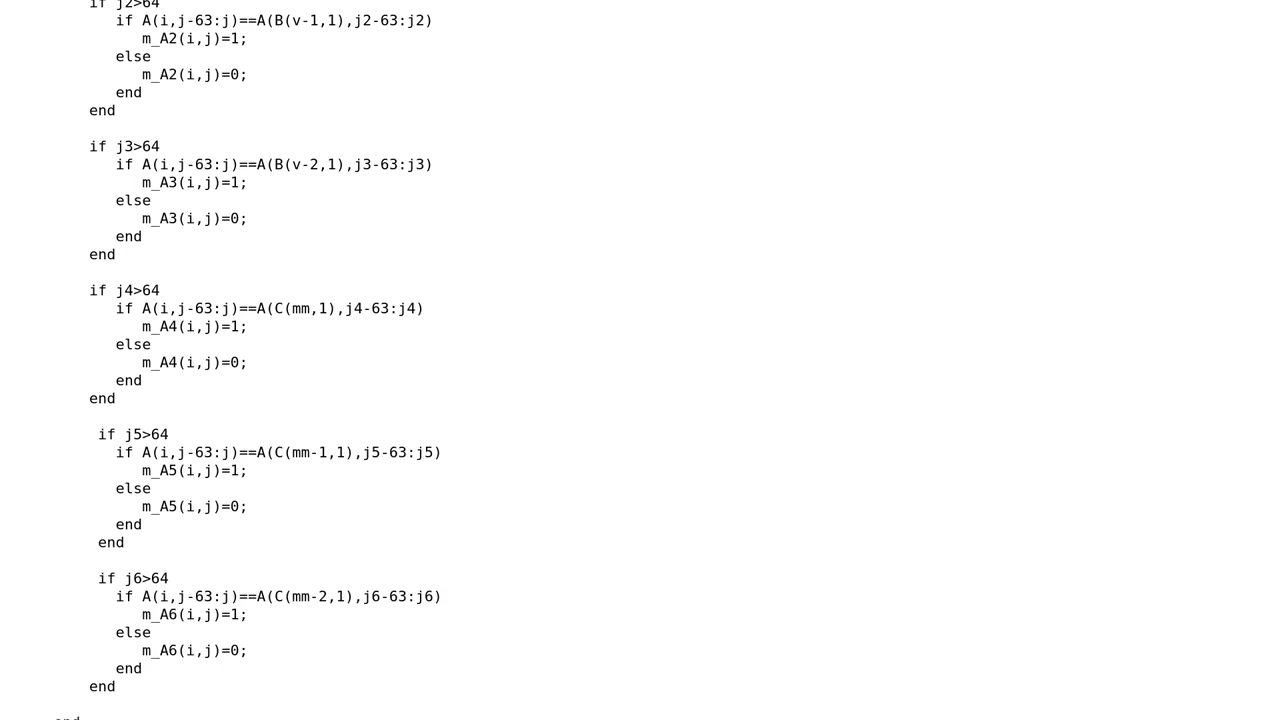 if j2>64
if A(i,j-63:j)==A(B(v-1,1),j2-63:j2)
m_A2(i,j)=1;
else
m_A2(i,j)=0;
end
end
if j3>64
if A(i,j-63:j)==A(B(v-2,1),j3-63:j3)
m_A3(i,j)=1;
else
m_A3(i,j)=0;
end
end
if j4>64
if A(i,j-63:j)==A(C(mm,1),j4-63:j4)
m_A4(i,j)=1;
else
m_A4(i,j)=0;
end
end
if j5>64
if A(i,j-63:j)==A(C(mm-1,1),j5-63:j5)
m_A5(i,j)=1;
else
m_A5(i,j)=0;
end
end
if j6>64
if A(i,j-63:j)==A(C(mm-2,1),j6-63:j6)
m_A6(i,j)=1;
else
m_A6(i,j)=0;
end
end
end